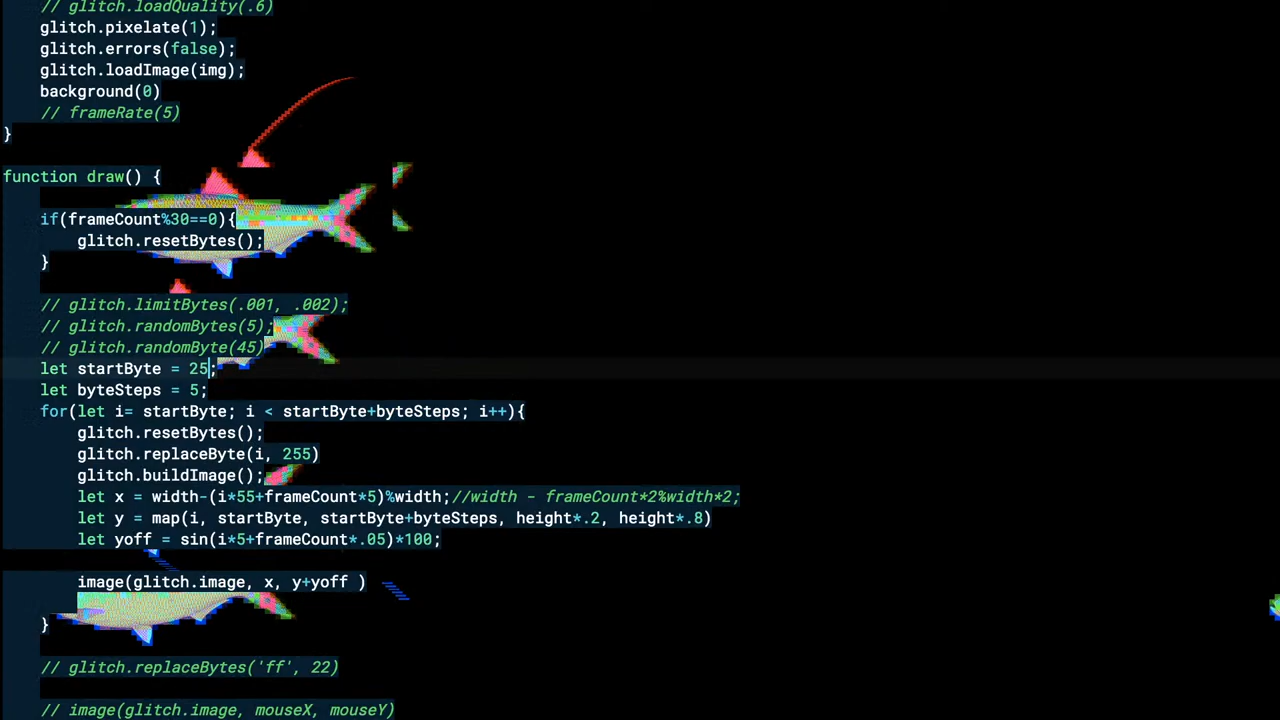 // glitch.loadQuality(.6)
glitch.pixelate(1);
glitch.errors(false);
glitch.loadImage(img);
background(0)
// frameRate(5)
}
function draw() {
if(frameCount%30==0){
glitch.resetBytes();
}
// glitch.limitBytes(.001, .002);
// glitch.randomBytes(5);
// glitch.randomByte(45)
let startByte = 25;
let byteSteps = 5;
for(let i= startByte; i < startByte+byteSteps; i++){
glitch.resetBytes();
glitch.replaceByte(i, 255)
glitch.buildImage();
let x = width-(i*55+frameCount*5)%width;//width - frameCount*2%width*2;
let y = map(i, startByte, startByte+byteSteps, height*.2, height*.8)
let yoff = sin(i*5+frameCount*.05)*100;
image(glitch.image, x, y+yoff )
}
// glitch.replaceBytes('ff', 22)
// image(glitch.image, mouseX, mouseY)